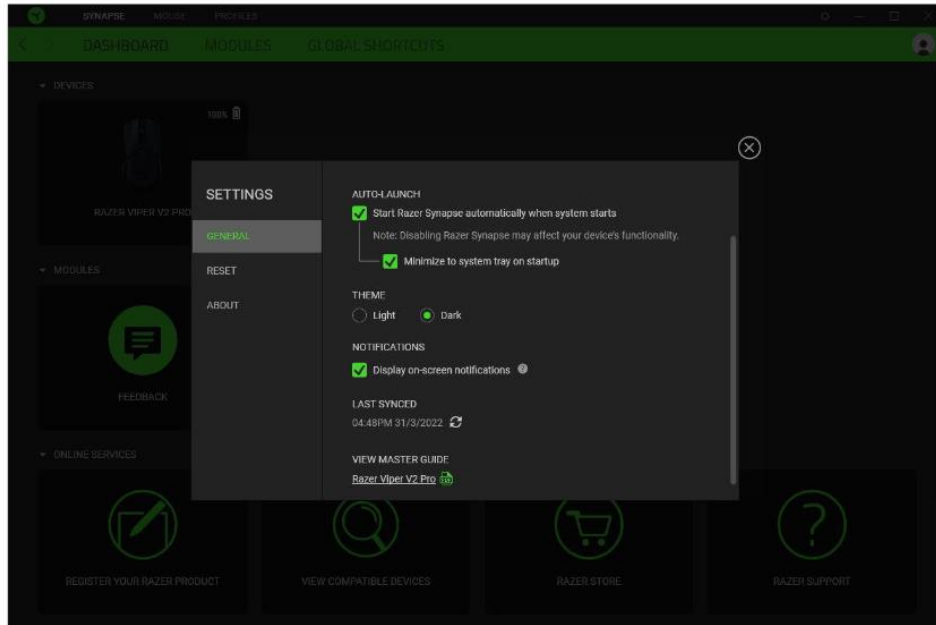 SYNAPSE MOUSE PROFILES
DASHBOARD MODULES GLOBAL SHORTCUTS
DEVICES
100%
RAZER VIPER V2 PRO
MODULES
FEEDBACK
SETTINGS
GENERAL
RESET
ABOUT
AUTO-LAUNCH
Start Razer Synapse automatically when system starts
Note: Disabling Razer Synapse may affect your device's functionality.
Minimize to system tray on startup
THEME
Light Dark
NOTIFICATIONS
Display on-screen notifications
LAST SYNCED
04:48PM 31/3/2022
VIEW MASTER GUIDE
Razer Viper V2 Pro
ONLINE SERVICES
REGISTER YOUR RAZER PRODUCT
VIEW COMPATIBLE DEVICES
RAZER STORE
RAZER SUPPORT